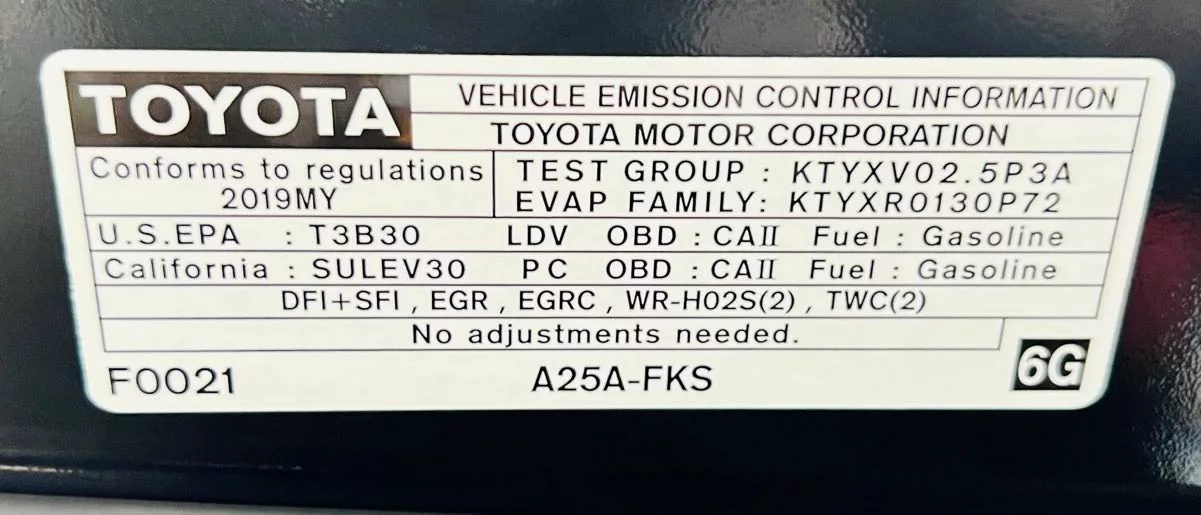 TOYOTA
VEHICLE EMISSION CONTROL INFORMATION
TOYOTA MOTOR CORPORATION
Conforms to regulations
2019MY
TEST GROUP : KTYXV02.5P3A
EVAP FAMILY: KTYXR0130P72
U.S.EPA : T3B30 LDV OBD : CAII Fuel : Gasoline
California : SULEV30 PC OBD : CAII Fuel : Gasoline
DFI+SFI , EGR , EGRC , WR-HO2S(2) , TWC(2)
No adjustments needed.
F0021 A25A-FKS 6G